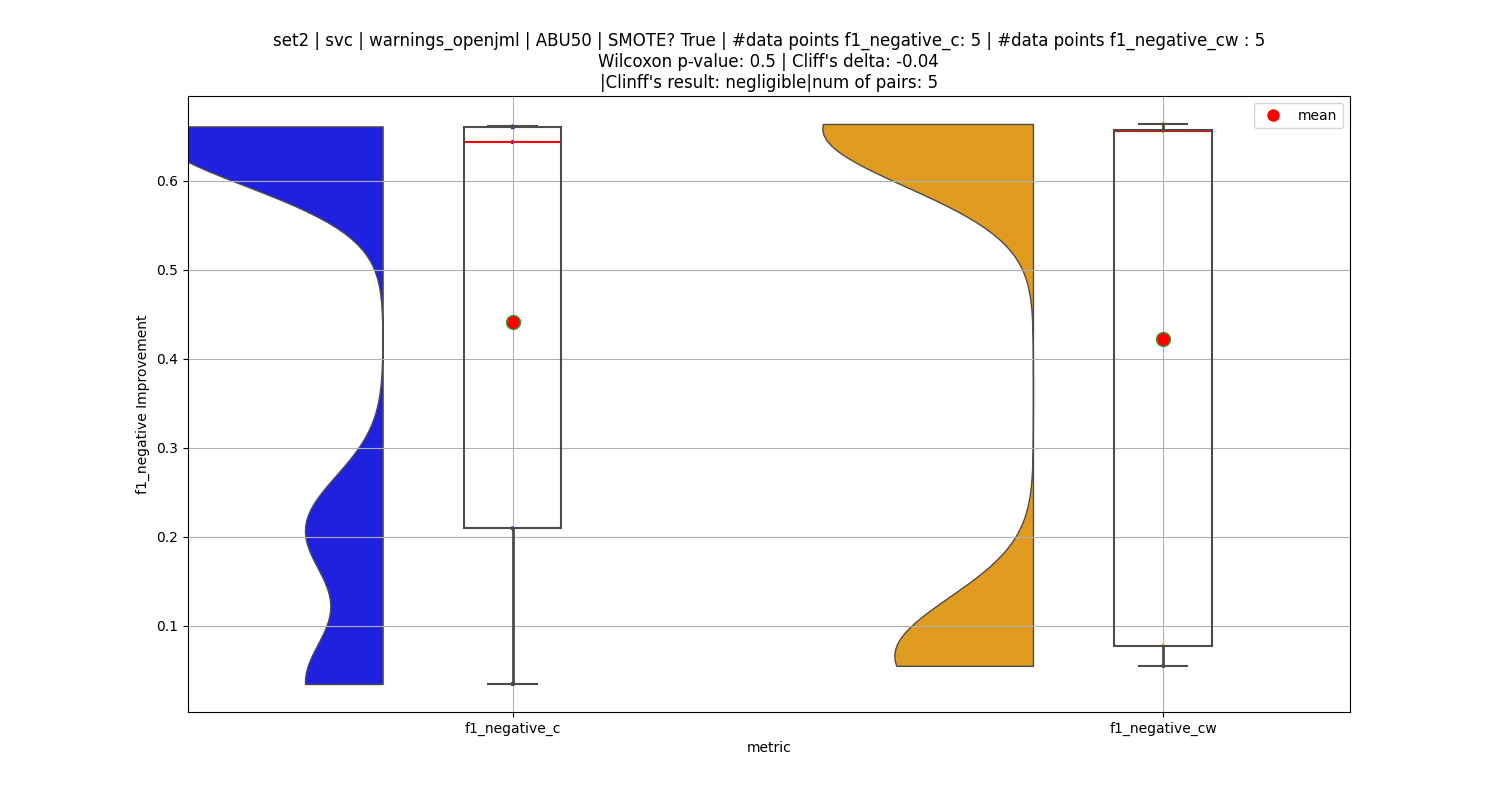 set2 | svc | warnings_openjml | ABU50 | SMOTE? True | #data points f1_negative_c: 5 | #data points f1_negative_cw : 5
Wilcoxon p-value: 0.5 | Cliff's delta: -0.04
|Clinff's result: negligible|num of pairs: 5
mean
0.6
0.5
0.4
0.3
0.2
0.1
f1_negative Improvement
f1_negative_c
f1_negative_cw
metric